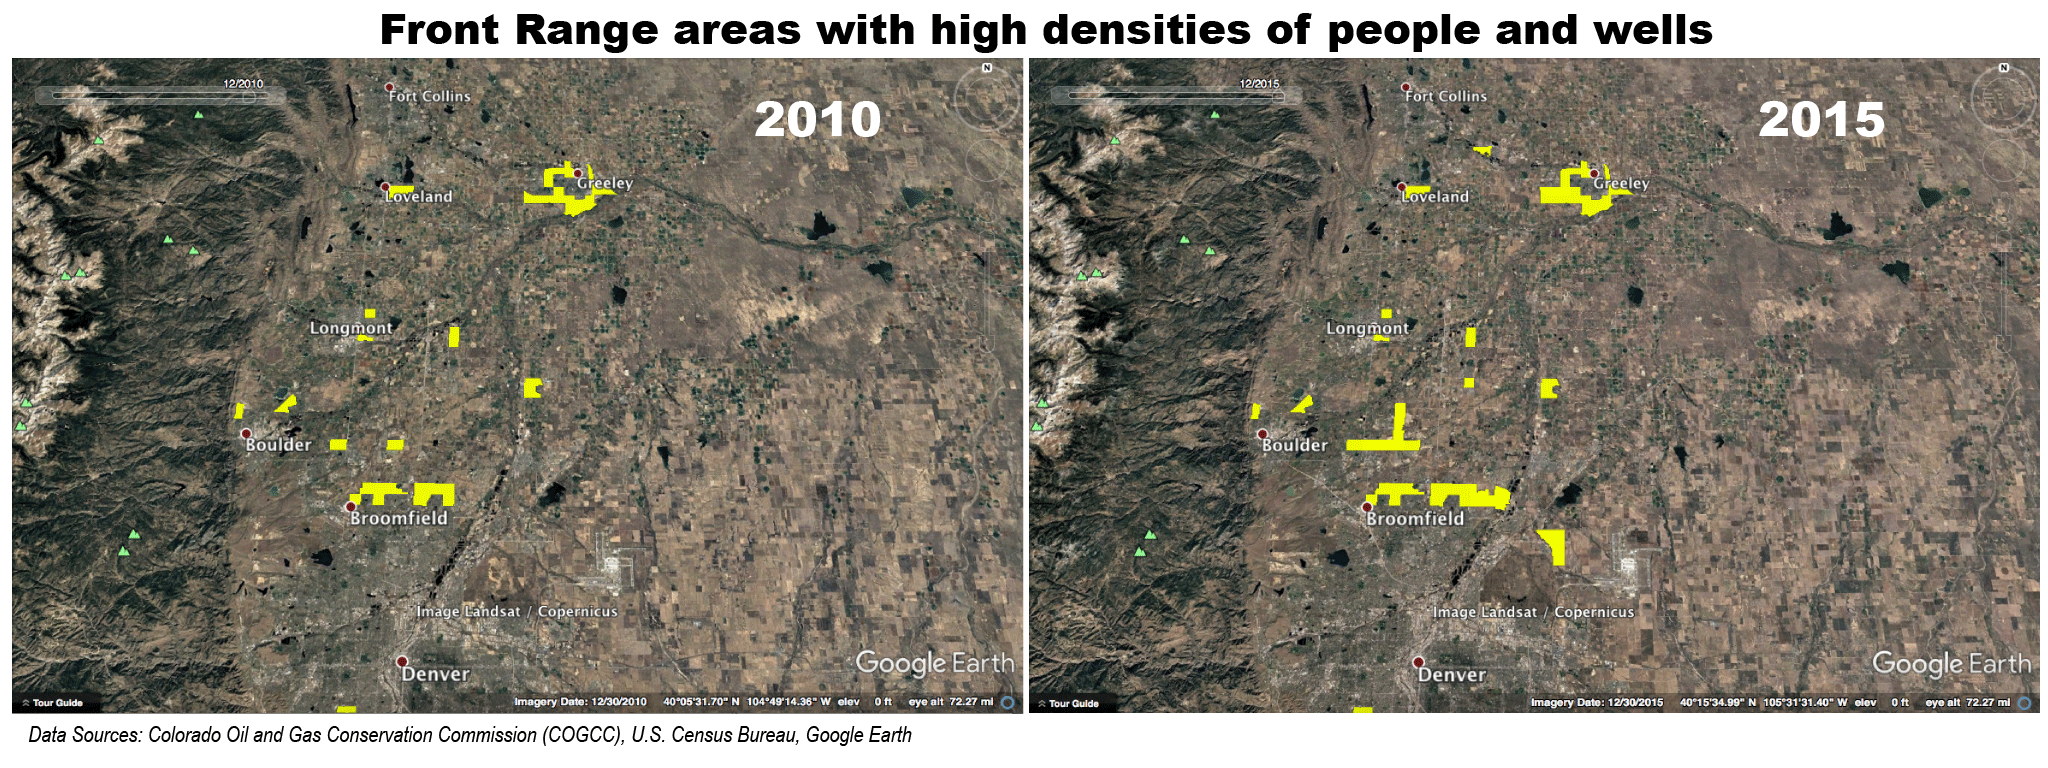 Front Range areas with high densities of people and wells
12/2010
N
Fort Collins
2010
Greeley
Loveland
Longmont
Boulder
Broomfield
Image Landsat / Copernicus
Google Earth
Denver
Tour Guide
Imagery Date: 12/30/2010 40°05'31.70" N 104°49'14.36" W elev 0 ft eye alt 72.27 mi
12/2015
N
Fort Collins
2015
Greeley
Loveland
Longmont
Boulder
Broomfield
Image Landsat / Copernicus
Google Earth
Denver
Tour Guide
Imagery Date: 12/30/2015 40°15'34.99" N 105°31'31.40" W elev 0 ft eye alt 72.27 mi
Data Sources: Colorado Oil and Gas Conservation Commission (COGCC), U.S. Census Bureau, Google Earth